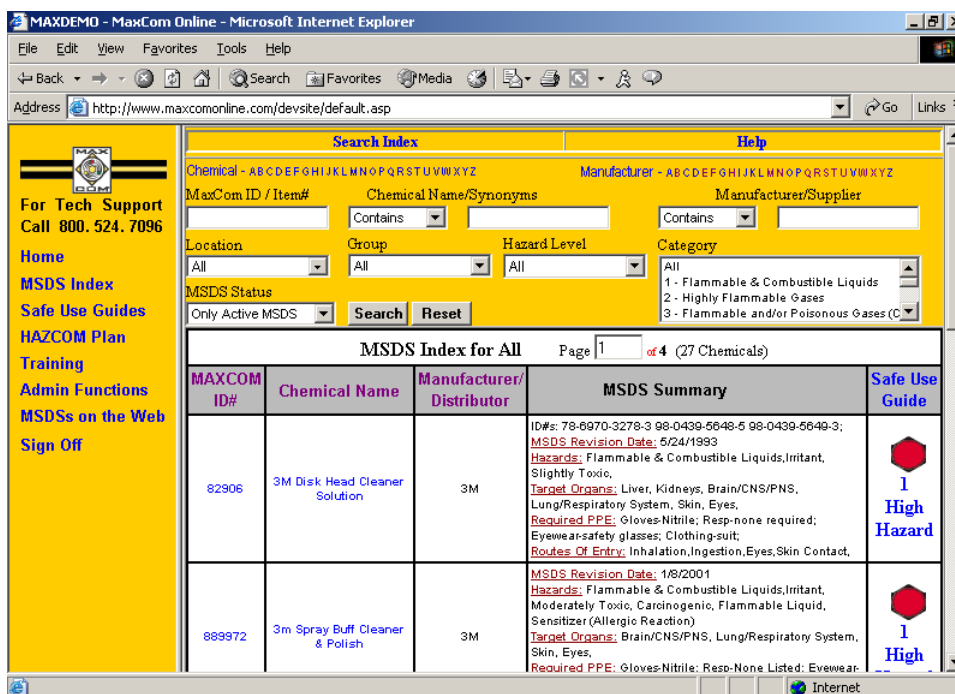 MAXDEMO - MaxCom Online - Microsoft Internet Explorer
File Edit View Favorites Tools Help
Back Search Favorites Media
Address http://www.maxcomonline.com/devsite/default.asp Go Links
MAX
COM
For Tech Support
Call 800. 524. 7096
Home
MSDS Index
Safe Use Guides
HAZCOM Plan
Training
Admin Functions
MSDSs on the Web
Sign Off
Search Index Help
Chemical - A B C D E F G H I J K L M N O P Q R S T U V W X Y Z Manufacturer - A B C D E F G H I J K L M N O P Q R S T U V W X Y Z
MaxCom ID / Item# Chemical Name/Synonyms Manufacturer/Supplier
Contains Contains
Location Group Hazard Level Category
All All All All
1 - Flammable & Combustible Liquids
2 - Highly Flammable Gases
3 - Flammable and/or Poisonous Gases (C
MSDS Status
Only Active MSDS Search Reset
MSDS Index for All Page 1 of 4 (27 Chemicals)
MAXCOM ID# Chemical Name Manufacturer/ Distributor MSDS Summary Safe Use Guide
82906
3M Disk Head Cleaner
Solution
3M
ID#s: 78-6970-3278-3 98-0439-5648-5 98-0439-5649-3;
MSDS Revision Date: 5/24/1993
Hazards: Flammable & Combustible Liquids,Irritant,
Slightly Toxic,
Target Organs: Liver, Kidneys, Brain/CNS/PNS,
Lung/Respiratory System, Skin, Eyes,
Required PPE: Gloves-Nitrile; Resp-none required;
Eyewear-safety glasses; Clothing-suit;
Routes Of Entry: Inhalation,Ingestion,Eyes,Skin Contact,
1
High
Hazard
889972
3m Spray Buff Cleaner
& Polish
3M
MSDS Revision Date: 1/8/2001
Hazards: Flammable & Combustible Liquids,Irritant,
Moderately Toxic, Carcinogenic, Flammable Liquid,
Sensitizer (Allergic Reaction)
Target Organs: Brain/CNS/PNS, Lung/Respiratory System,
Skin, Eyes,
Required PPE: Gloves-Nitrile; Resp-None Listed; Eyewear-
1
High
Internet